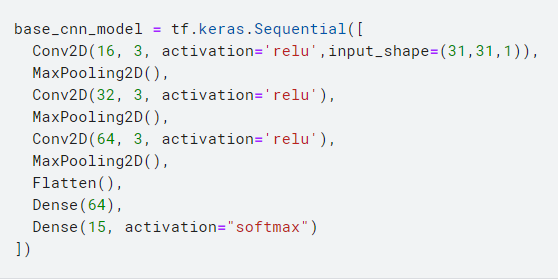 base_cnn_model = tf.keras.Sequential([
  Conv2D(16, 3, activation='relu',input_shape=(31,31,1)),
  MaxPooling2D(),
  Conv2D(32, 3, activation='relu'),
  MaxPooling2D(),
  Conv2D(64, 3, activation='relu'),
  MaxPooling2D(),
  Flatten(),
  Dense(64),
  Dense(15, activation="softmax")
])